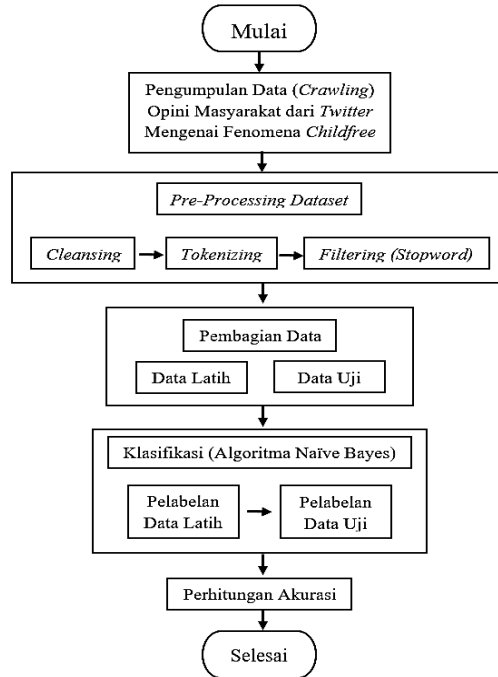 Mulai
Pengumpulan Data (Crawling)
Opini Masyarakat dari Twitter
Mengenai Fenomena Childfree
Pre-Processing Dataset
Cleansing
Tokenizing
Filtering (Stopword)
Pembagian Data
Data Latih
Data Uji
Klasifikasi (Algoritma Naïve Bayes)
Pelabelan
Data Latih
Pelabelan
Data Uji
Perhitungan Akurasi
Selesai